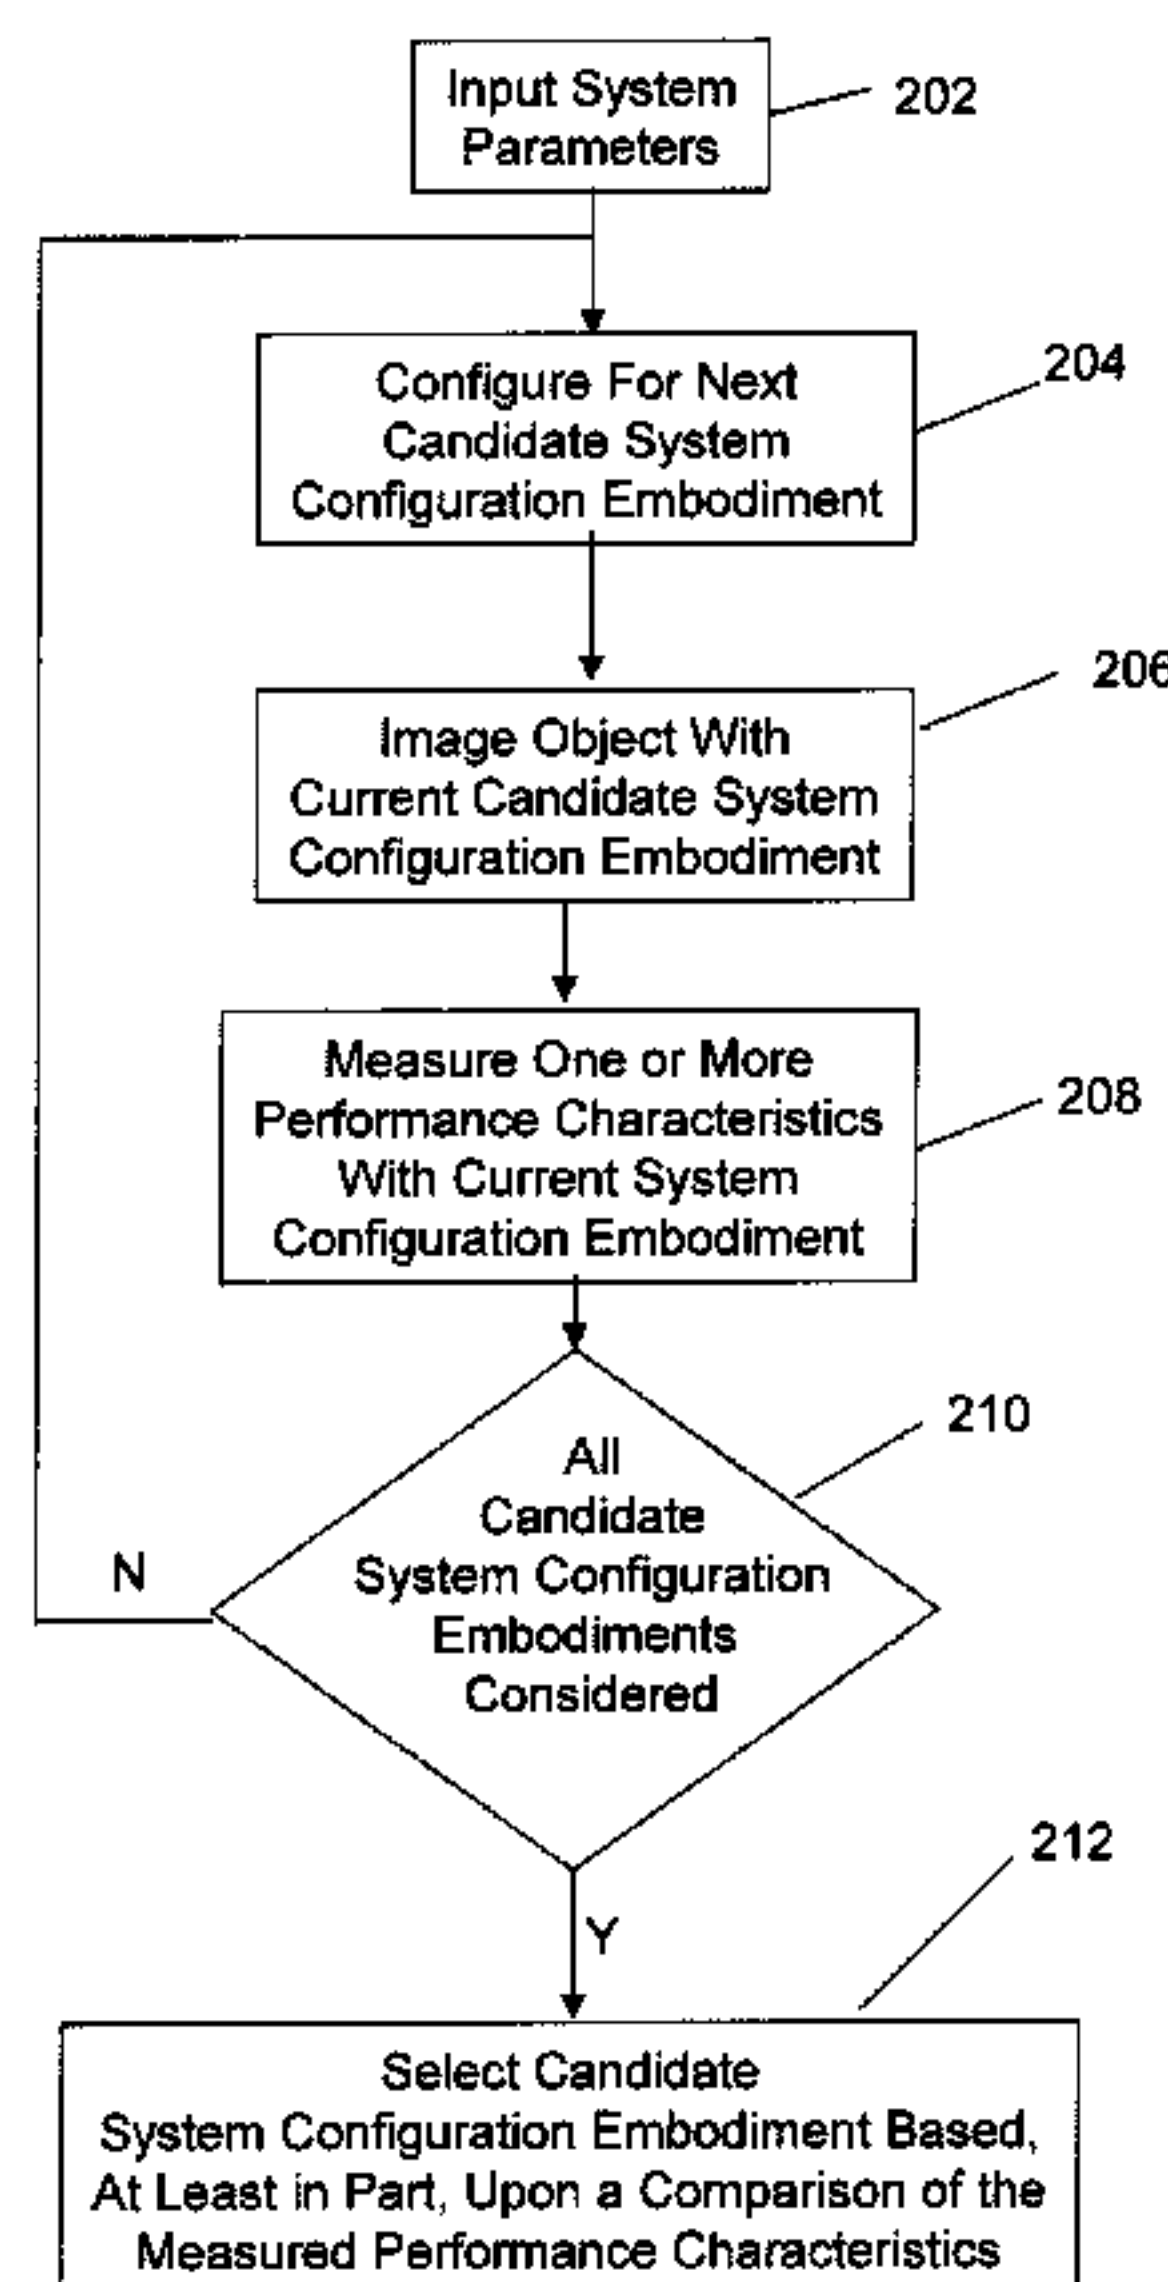 Input System
Parameters
202
Configure For Next
Candidate System
Configuration Embodiment
204
206
Image Object With
Current Candidate System
Configuration Embodiment
Measure One or More
Performance Characteristics
With Current System
Configuration Embodiment
208
210
All
Candidate
System Configuration
Embodiments
Considered
N
Y
212
Select Candidate
System Configuration Embodiment Based,
At Least in Part, Upon a Comparison of the
Measured Performance Characteristics